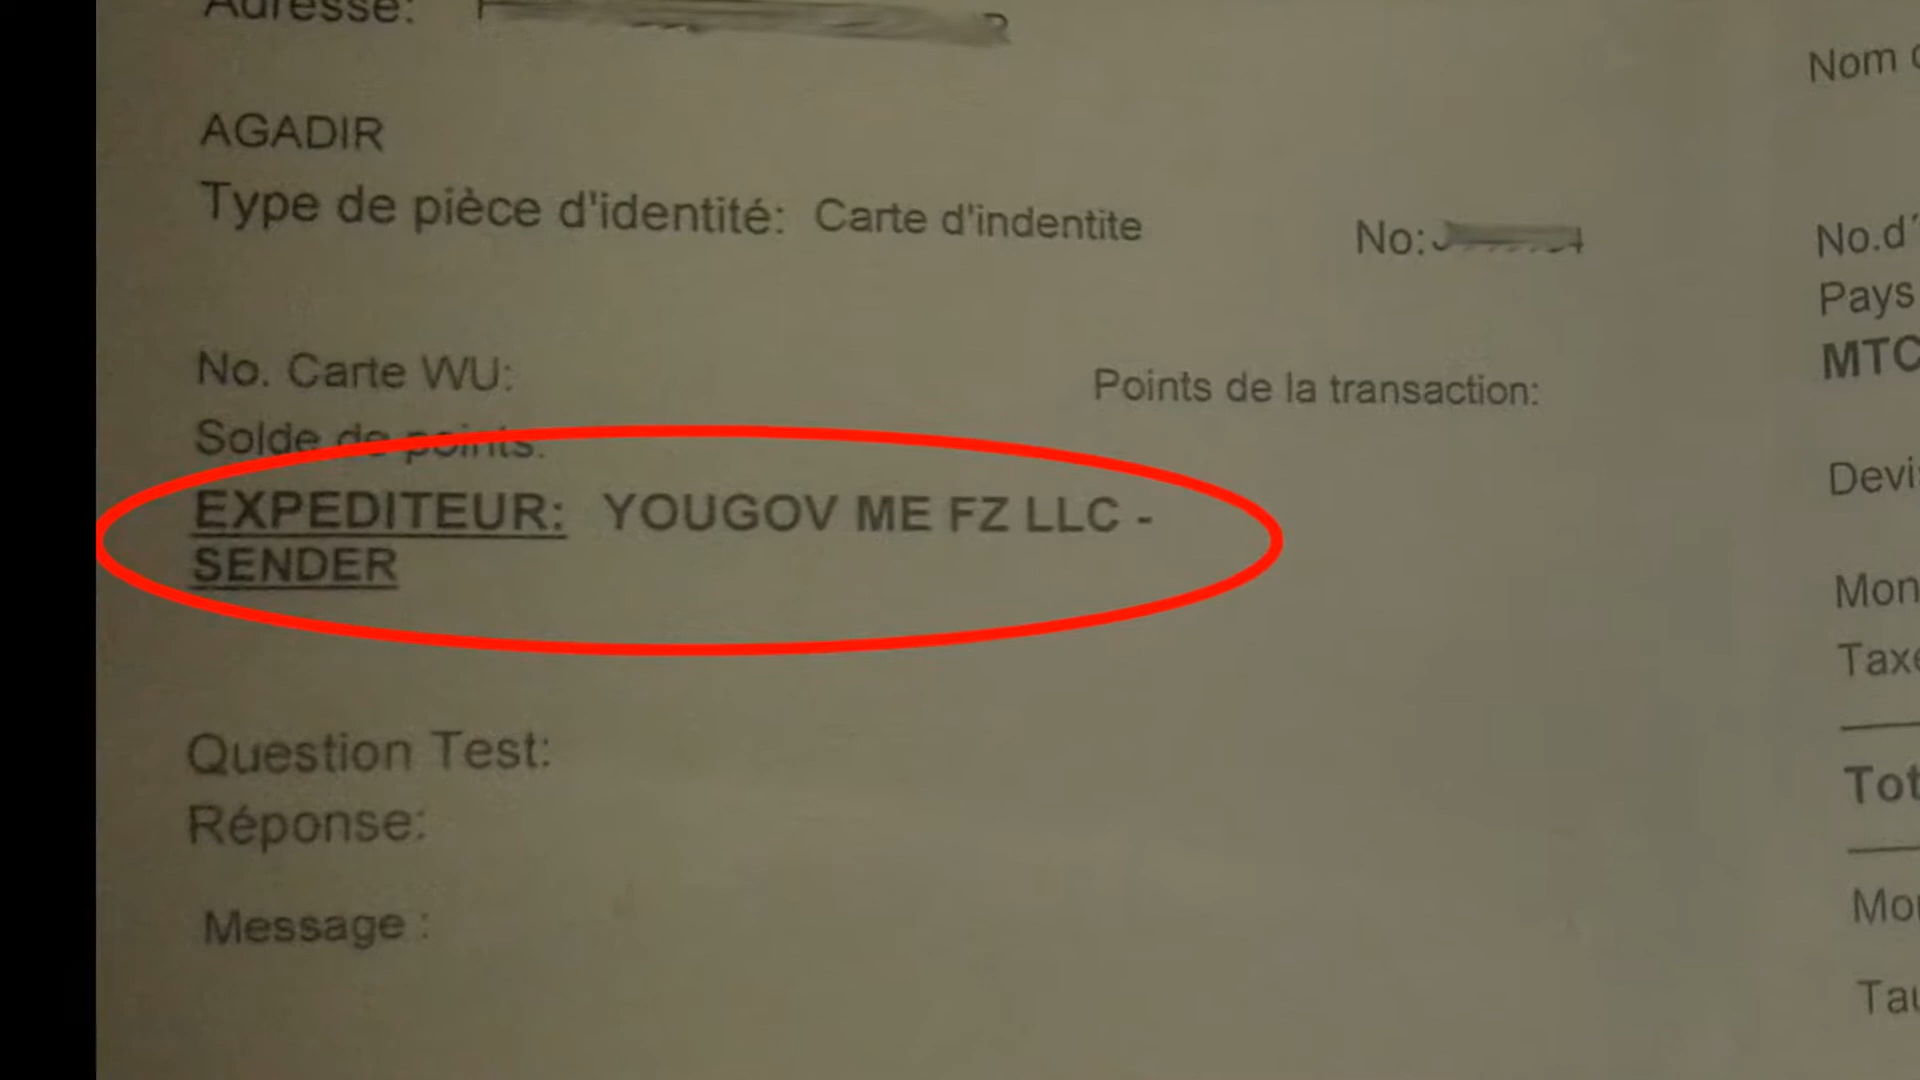 Adresse:
AGADIR
Type de pièce d'identité: Carte d'indentite
No:
No. Carte WU:
Points de la transaction:
Solde de points:
EXPEDITEUR: YOUGOV ME FZ LLC -
SENDER
Question Test:
Réponse:
Message :
Nom
No.d'
Pays
MTC
Devi
Mon
Taxe
Tot
Mo
Tau